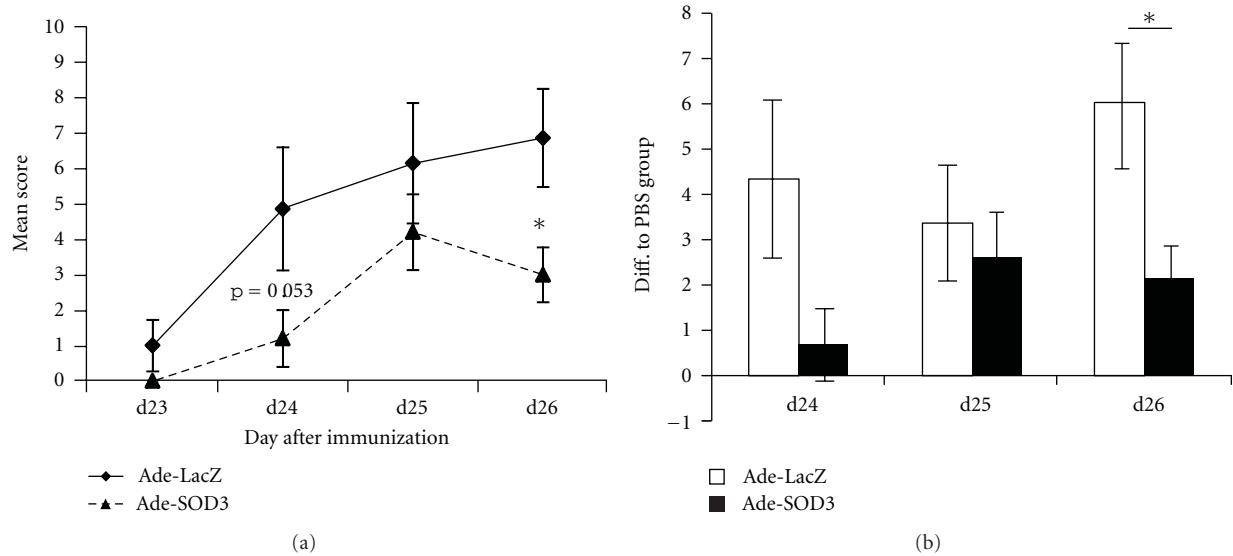 10
9
8
7
6
5
4
3
2
1
0
Mean score
*
p = 0.053
d23 d24 d25 d26
Day after immunization
Ade-LacZ
Ade-SOD3
(a)
8
7
6
5
4
3
2
1
0
−1
Diff. to PBS group
*
d24 d25 d26
Ade-LacZ
Ade-SOD3
(b)